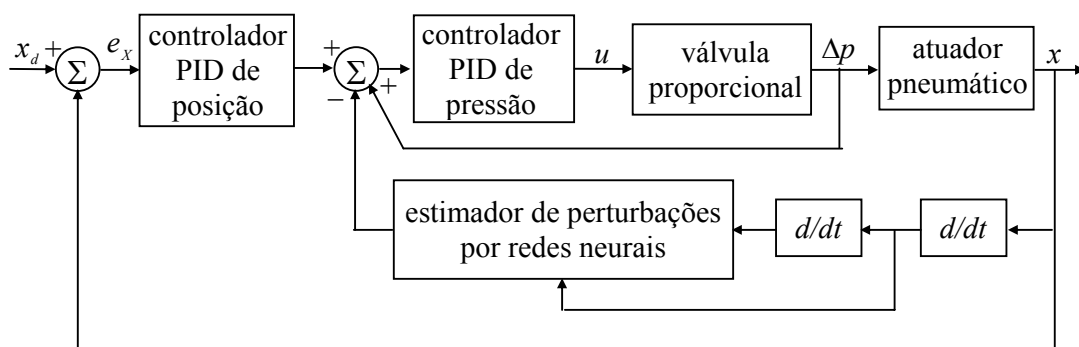 x_d +
Σ
e_X
controlador
PID de
posição
+
Σ
+
−
controlador
PID de
pressão
u
válvula
proporcional
Δp
atuador
pneumático
x
estimador de perturbações
por redes neurais
d/dt
d/dt